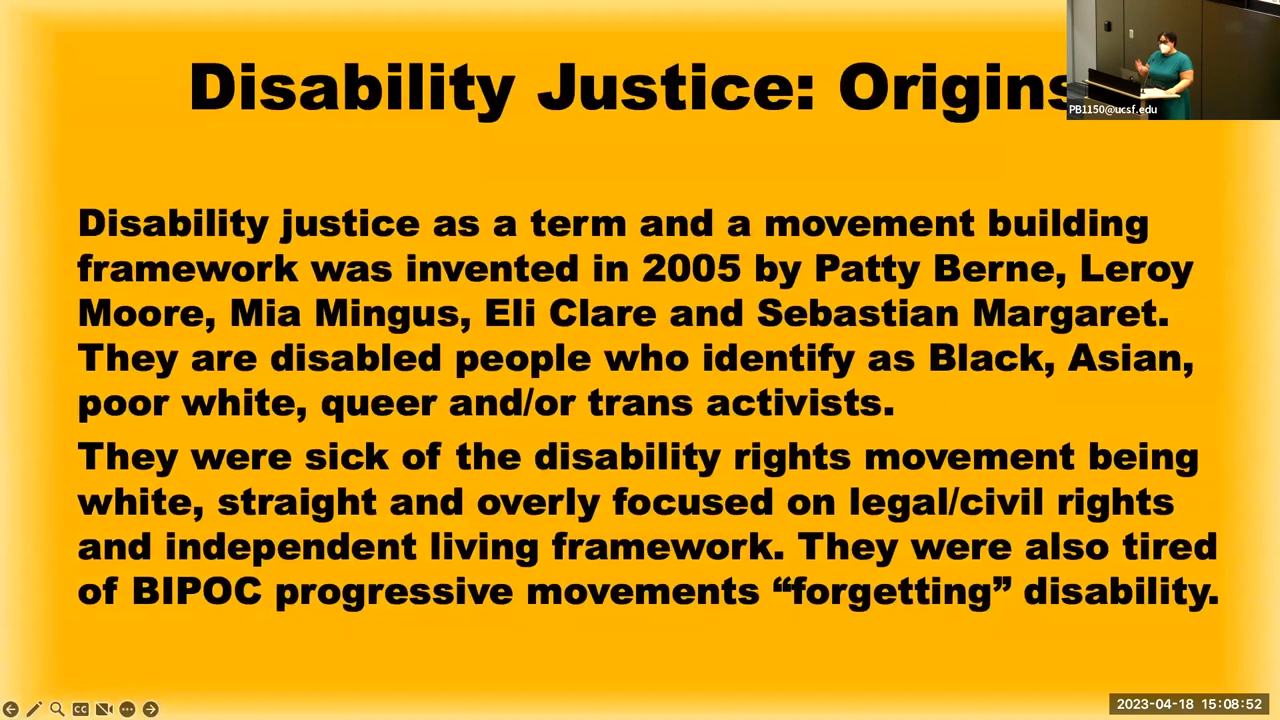 Disability Justice: Origins
PB1150@ucsf.edu
Disability justice as a term and a movement building
framework was invented in 2005 by Patty Berne, Leroy
Moore, Mia Mingus, Eli Clare and Sebastian Margaret.
They are disabled people who identify as Black, Asian,
poor white, queer and/or trans activists.
They were sick of the disability rights movement being
white, straight and overly focused on legal/civil rights
and independent living framework. They were also tired
of BIPOC progressive movements “forgetting” disability.
CC
2023-04-18 15:08:52